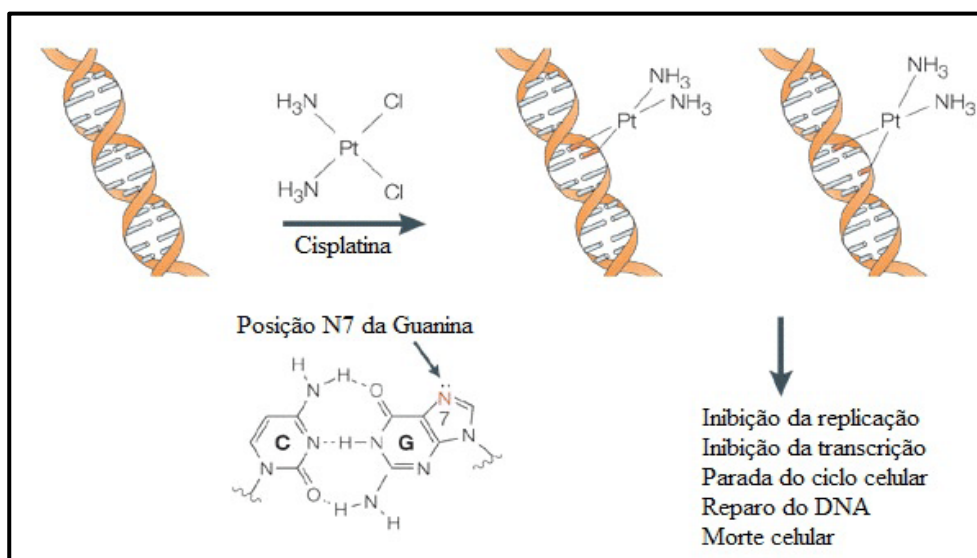 H₃N
Cl
Pt
H₃N
Cl
Cisplatina
NH₃
NH₃
Pt
NH₃
NH₃
Pt
Posição N7 da Guanina
H
N
H
O
N
7
C
N
H
N
G
N
N
O
N
H
N
H
Inibição da replicação
Inibição da transcrição
Parada do ciclo celular
Reparo do DNA
Morte celular